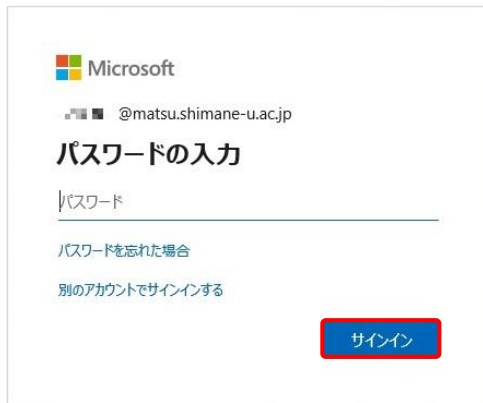 Microsoft
@matsu.shimane-u.ac.jp
パスワードの入力
パスワード
パスワードを忘れた場合
別のアカウントでサインインする
サインイン